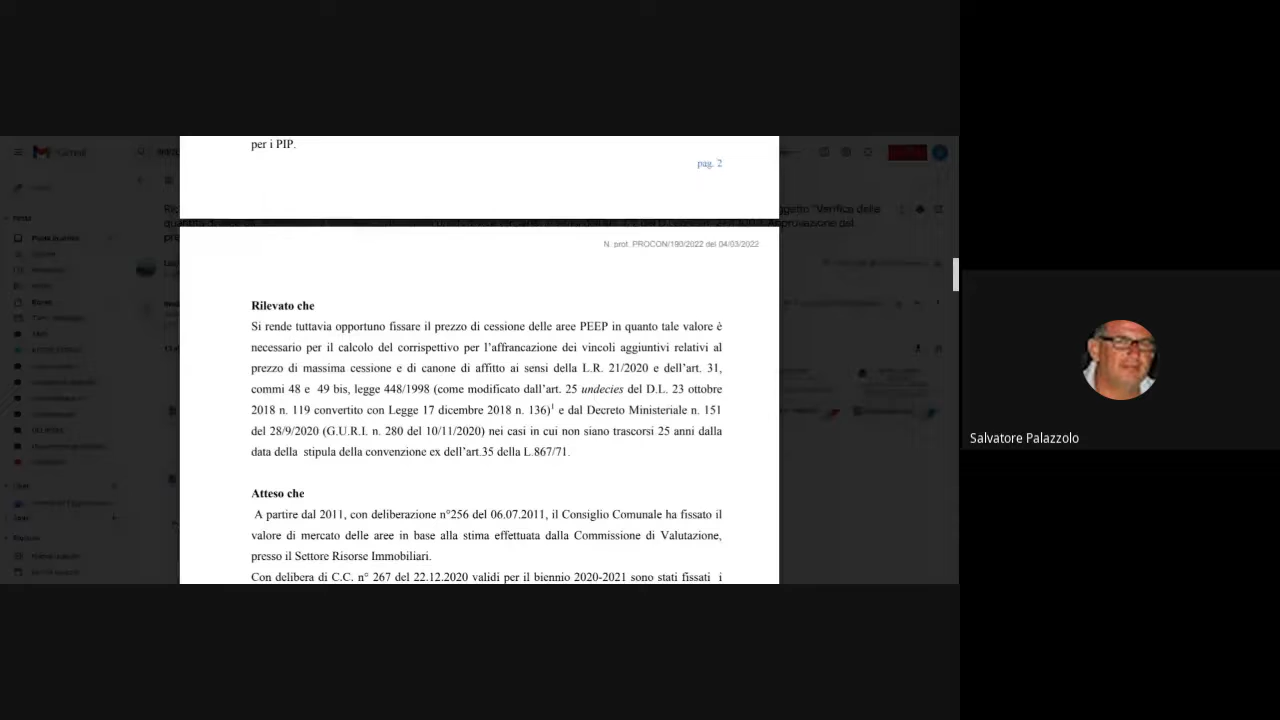 per i PIP.
pag. 2
N. prot. PROCON/190/2022 del 04/03/2022
Rilevato che
Si rende tuttavia opportuno fissare il prezzo di cessione delle aree PEEP in quanto tale valore è
necessario per il calcolo del corrispettivo per l’affrancazione dei vincoli aggiuntivi relativi al
prezzo di massima cessione e di canone di affitto ai sensi della L.R. 21/2020 e dell’art. 31,
commi 48 e 49 bis, legge 448/1998 (come modificato dall’art. 25 undecies del D.L. 23 ottobre
2018 n. 119 convertito con Legge 17 dicembre 2018 n. 136)1 e dal Decreto Ministeriale n. 151
del 28/9/2020 (G.U.R.I. n. 280 del 10/11/2020) nei casi in cui non siano trascorsi 25 anni dalla
data della stipula della convenzione ex dell’art.35 della L.867/71.
Atteso che
A partire dal 2011, con deliberazione n°256 del 06.07.2011, il Consiglio Comunale ha fissato il
valore di mercato delle aree in base alla stima effettuata dalla Commissione di Valutazione,
presso il Settore Risorse Immobiliari.
Con delibera di C.C. n° 267 del 22.12.2020 validi per il biennio 2020-2021 sono stati fissati i
Gmail
Salvatore Palazzolo